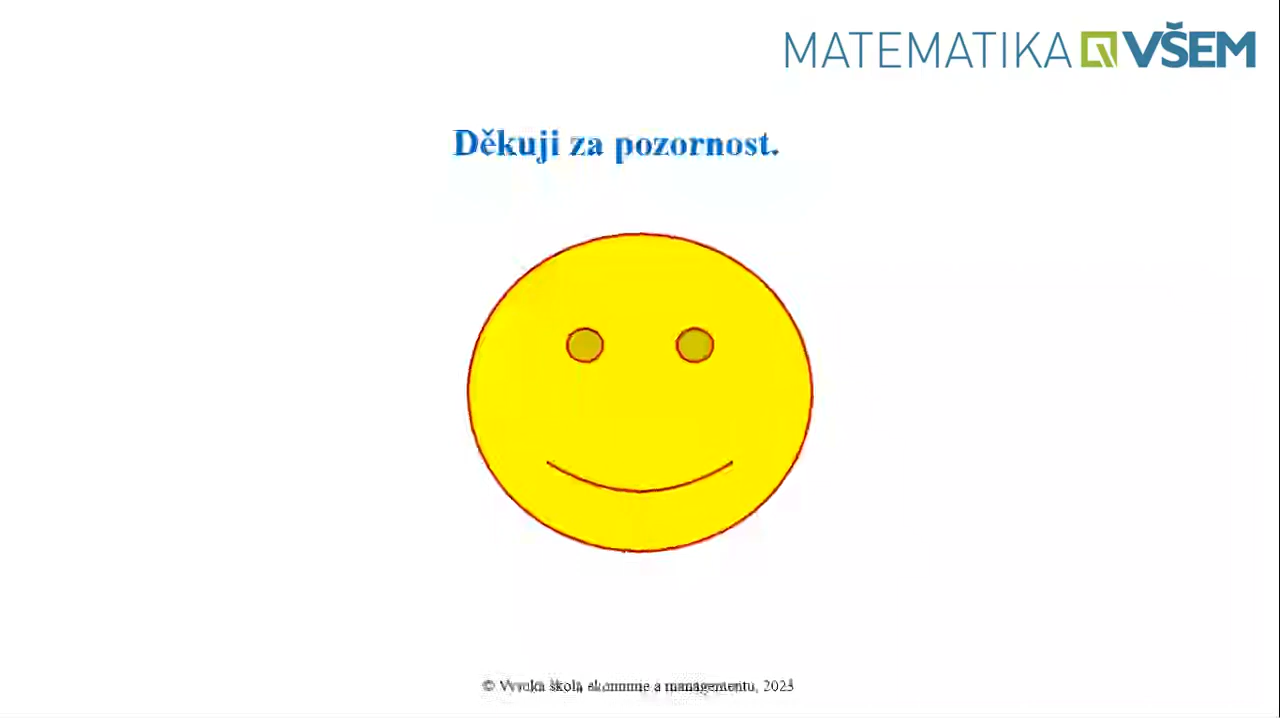 MATEMATIKA VŠEM
Děkuji za pozornost.
© Vysoká škola ekonomie a managementu, 2023